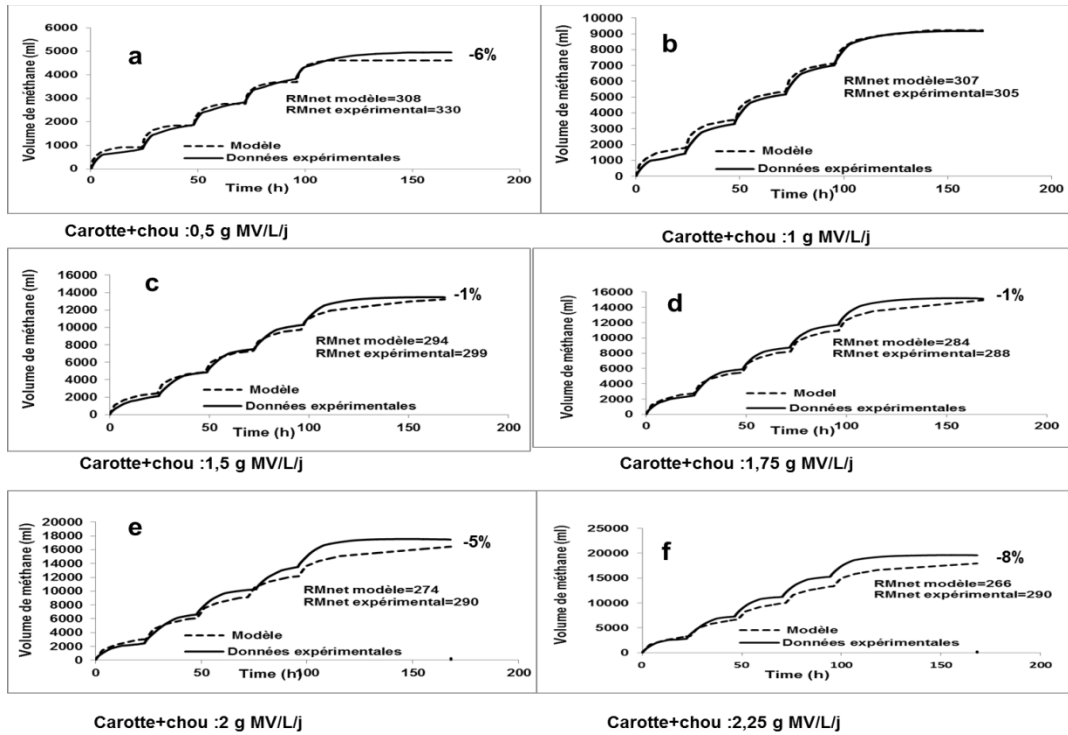 a
Volume de méthane (ml)
6000
5000
4000
3000
2000
1000
0
-6%
RMnet modèle=308
RMnet expérimental=330
Modèle
Données expérimentales
0 50 100 150 200
Time (h)
Carotte+chou :0,5 g MV/L/j
b
Volume de méthane (ml)
10000
9000
8000
7000
6000
5000
4000
3000
2000
1000
0
RMnet modèle=307
RMnet expérimental=305
Modèle
Données expérimentales
0 50 100 150 200
Time (h)
Carotte+chou :1 g MV/L/j
c
Volume de méthane (ml)
16000
14000
12000
10000
8000
6000
4000
2000
0
-1%
RMnet modèle=294
RMnet expérimental=299
Modèle
Données expérimentales
0 50 100 150 200
Time (h)
Carotte+chou :1,5 g MV/L/j
d
Volume de méthane (ml)
16000
14000
12000
10000
8000
6000
4000
2000
0
-1%
RMnet modèle=284
RMnet expérimental=288
Model
Données expérimentales
0 50 100 150 200
Time (h)
Carotte+chou :1,75 g MV/L/j
e
Volume de méthane (ml)
20000
18000
16000
14000
12000
10000
8000
6000
4000
2000
0
-5%
RMnet modèle=274
RMnet expérimental=290
Modèle
Données expérimentales
0 50 100 150 200
Time (h)
Carotte+chou :2 g MV/L/j
f
Volume de méthane (ml)
25000
20000
15000
10000
5000
0
-8%
RMnet modèle=266
RMnet expérimental=290
Modèle
Données expérimentales
0 50 100 150 200
Time (h)
Carotte+chou :2,25 g MV/L/j